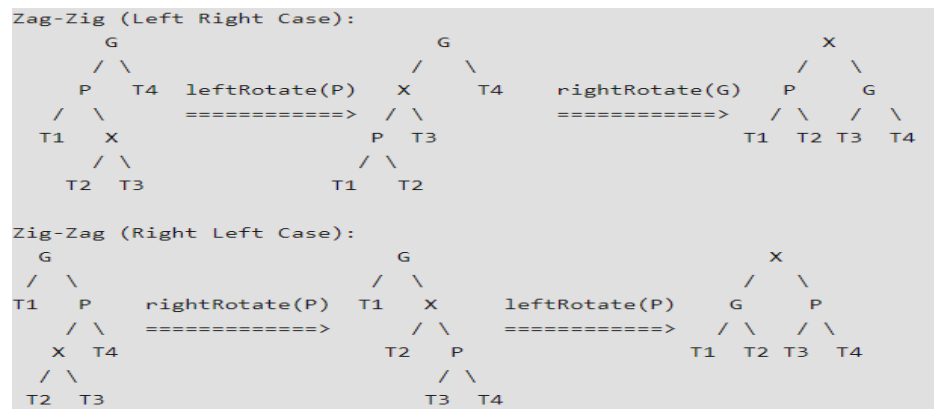 Zag-Zig (Left Right Case):
G G X
/ \ / \ / \
P T4 leftRotate(P) X T4 rightRotate(G) P G
/ \ ============> / \ ============> / \ / \
T1 X P T3 T1 T2 T3 T4
/ \ / \
T2 T3 T1 T2
Zig-Zag (Right Left Case):
G G X
/ \ / \ / \
T1 P rightRotate(P) T1 X leftRotate(P) G P
/ \ =============> / \ ============> / \ / \
X T4 T2 P T1 T2 T3 T4
/ \ / \
T2 T3 T3 T4